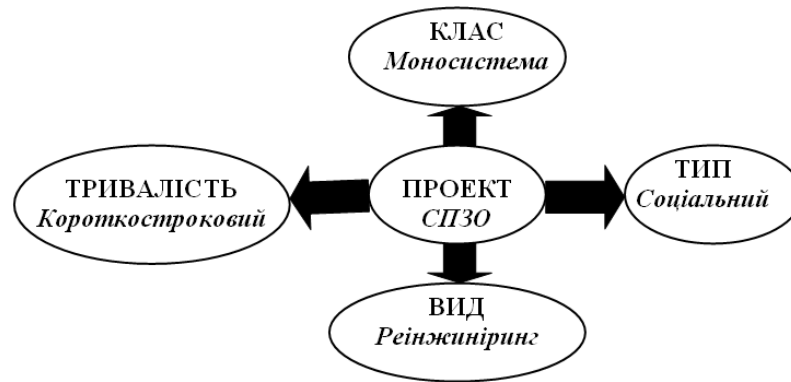 КЛАС
Моносистема
ТРИВАЛІСТЬ
Короткостроковий
ПРОЕКТ
СПЗО
ТИП
Соціальний
ВИД
Реінжиніринг